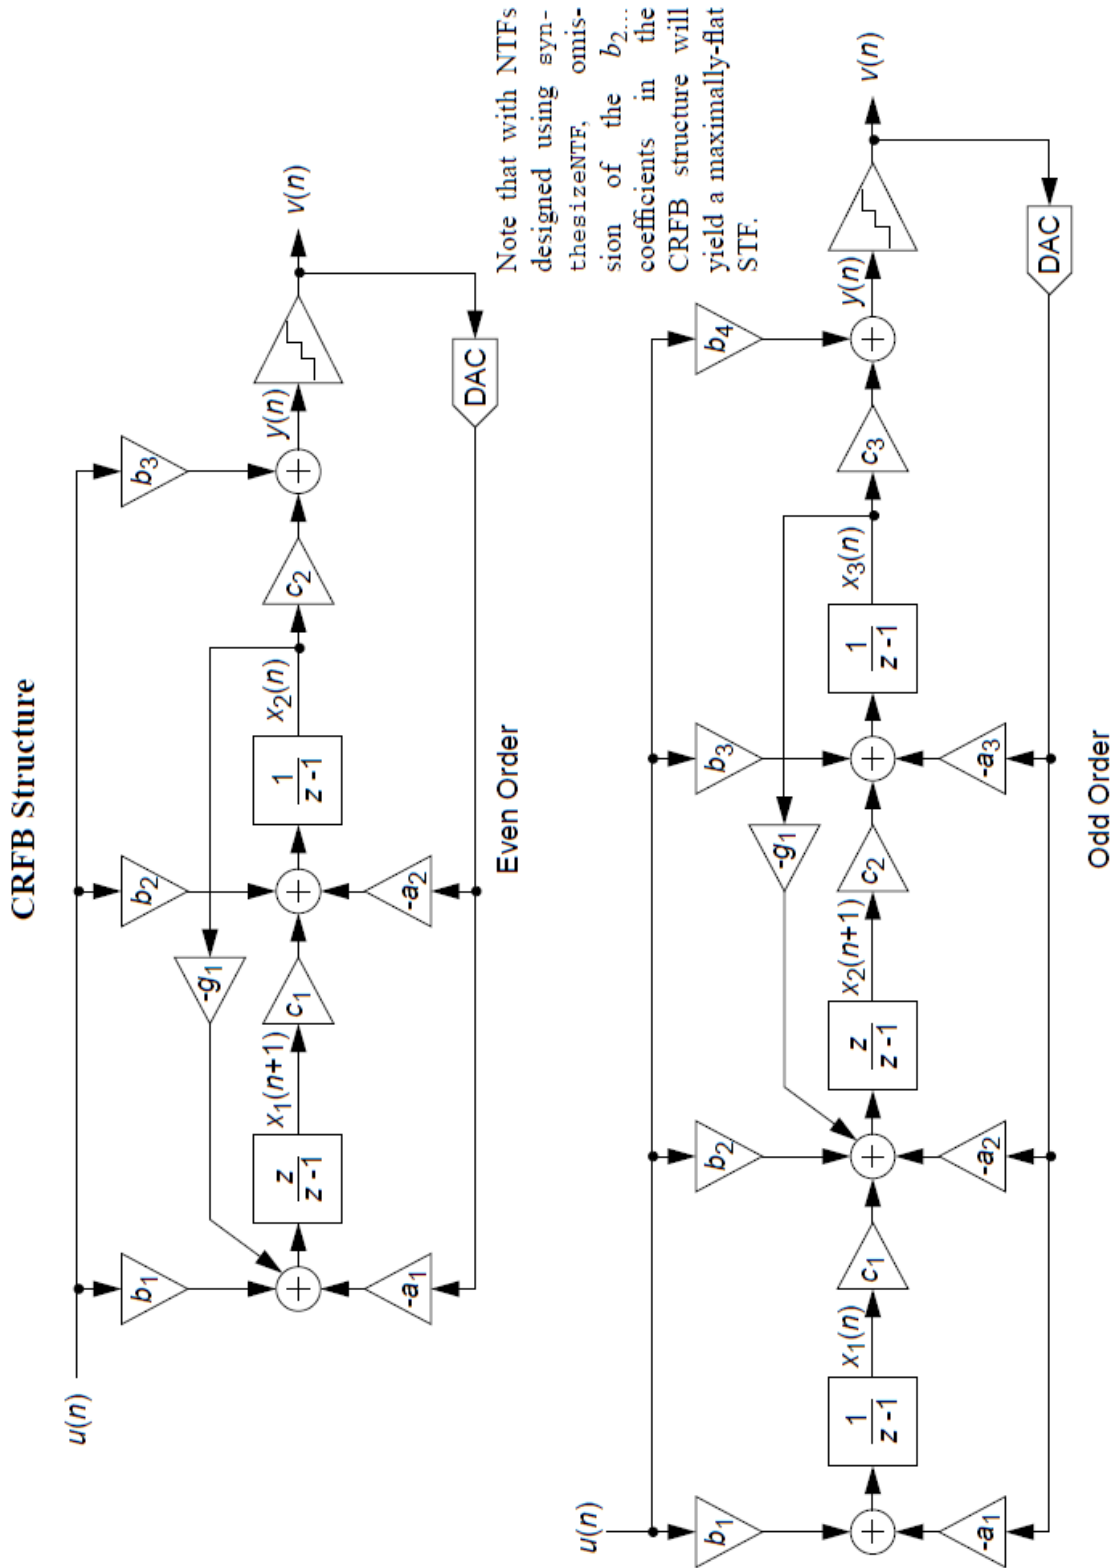 CRFB Structure
u(n)
b1
b2
b3
-g1
z
z -1
x1(n+1)
c1
1
z -1
x2(n)
c2
y(n)
v(n)
-a1
-a2
DAC
Even Order
Note that with NTFs
designed using syn-
thesizeNTF, omis-
sion of the b2...
coefficients in the
CRFB structure will
yield a maximally-flat
STF.
u(n)
b1
b2
b3
b4
-g1
1
z -1
x1(n)
c1
z
z -1
x2(n+1)
c2
1
z -1
x3(n)
c3
y(n)
v(n)
-a1
-a2
-a3
DAC
Odd Order